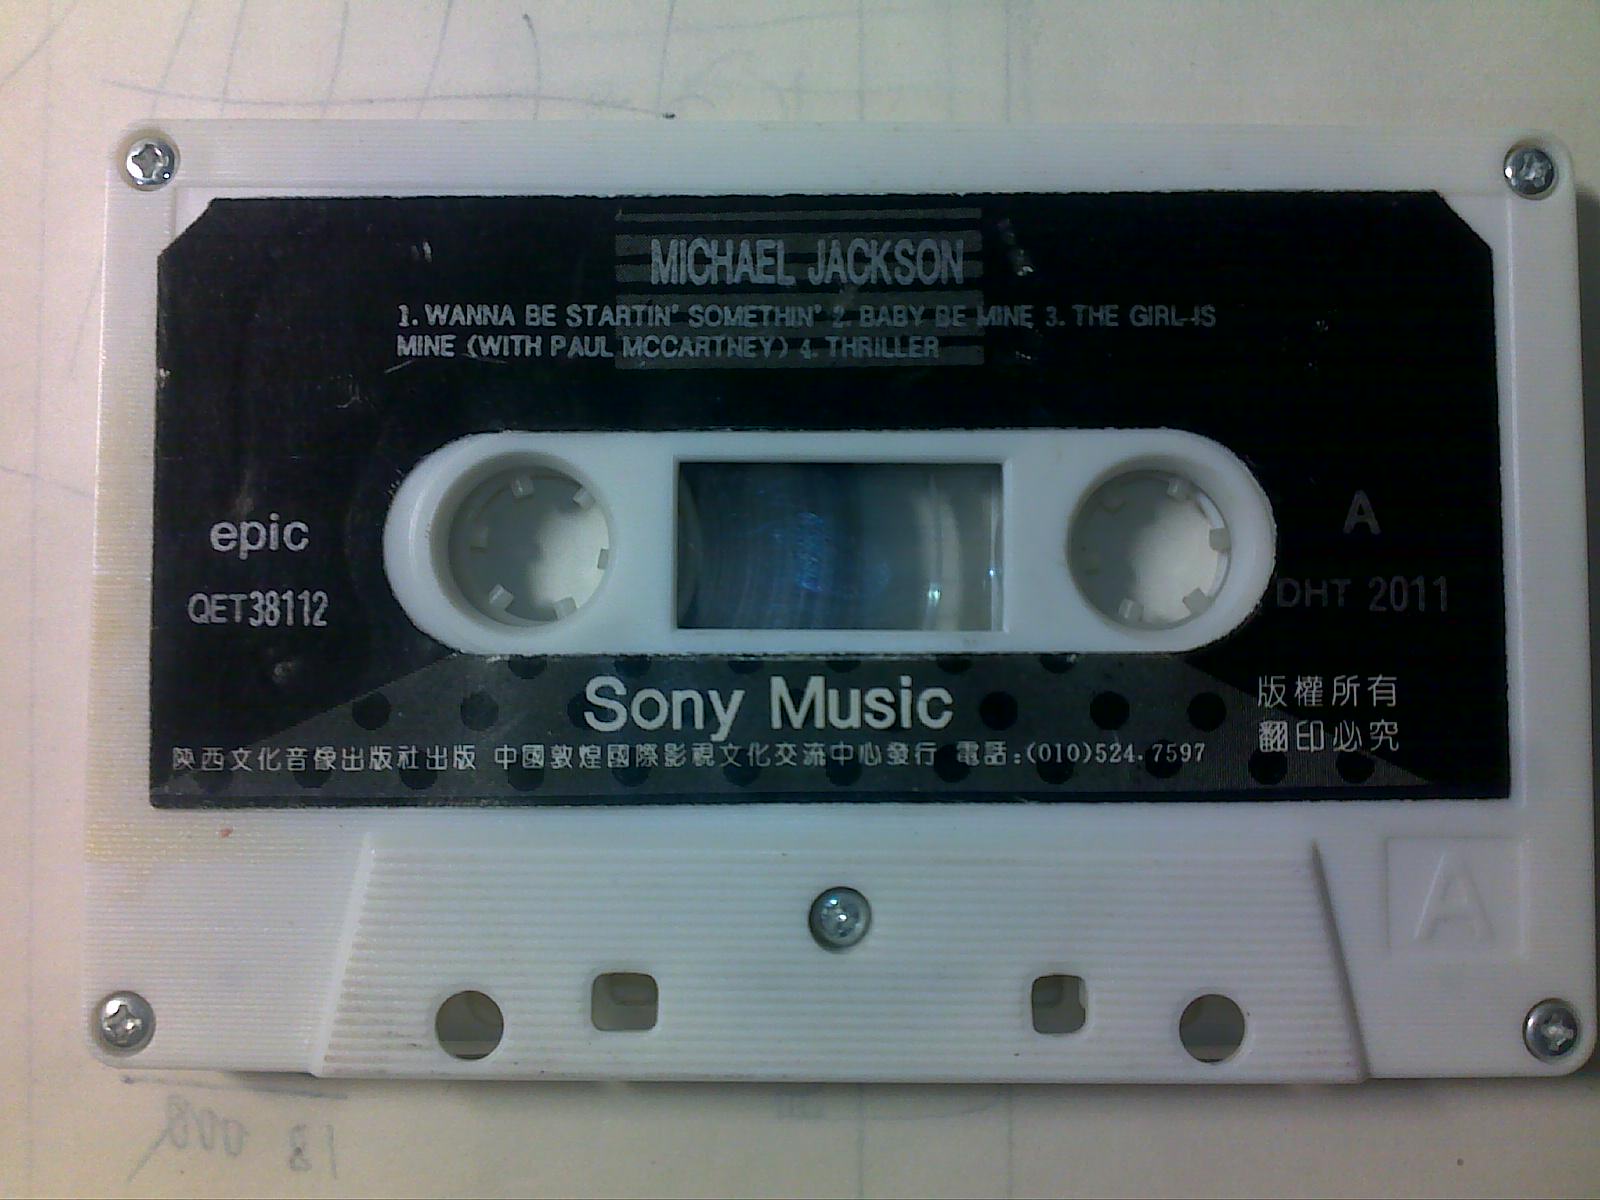 MICHAEL JACKSON
1. WANNA BE STARTIN' SOMETHIN' 2. BABY BE MINE 3. THE GIRL IS
MINE (WITH PAUL MCCARTNEY) 4. THRILLER
epic
QET38112
A
DHT 2011
Sony Music
版權所有
翻印必究
陝西文化音像出版社出版 中國敦煌國際影視文化交流中心發行 電話:(010)524.7597
A